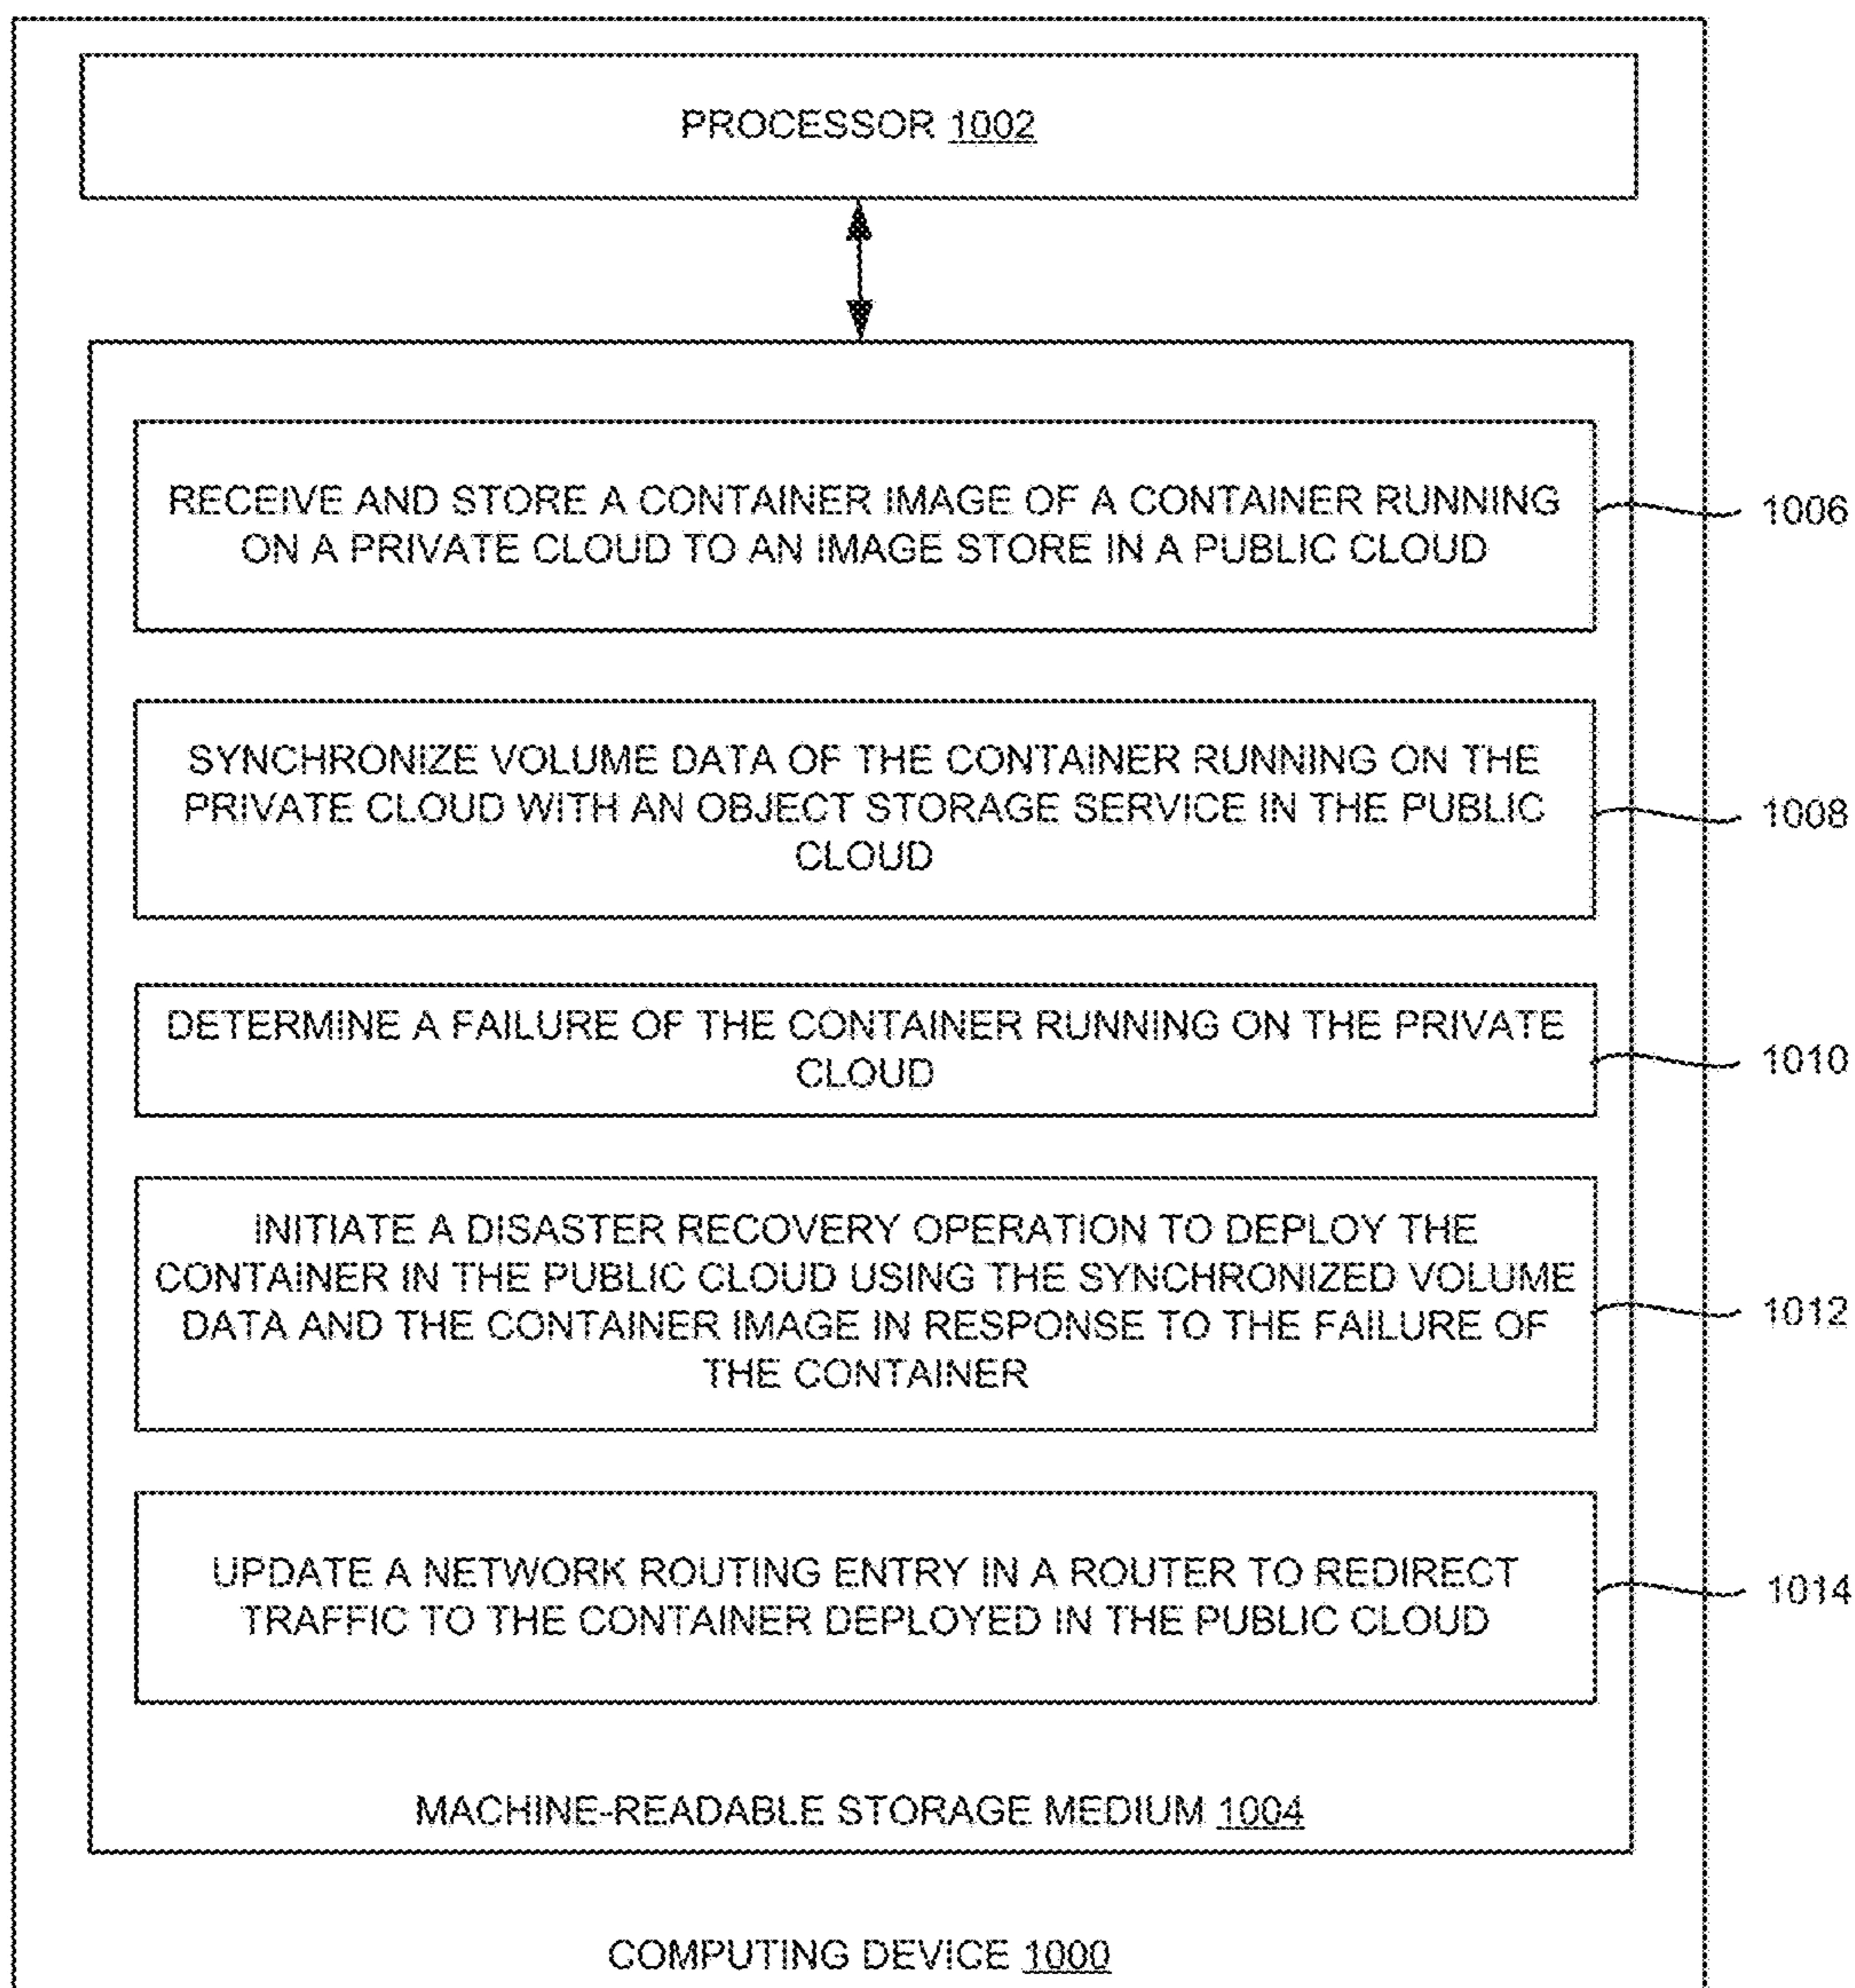 PROCESSOR 1002
RECEIVE AND STORE A CONTAINER IMAGE OF A CONTAINER RUNNING
ON A PRIVATE CLOUD TO AN IMAGE STORE IN A PUBLIC CLOUD
1006
SYNCHRONIZE VOLUME DATA OF THE CONTAINER RUNNING ON THE
PRIVATE CLOUD WITH AN OBJECT STORAGE SERVICE IN THE PUBLIC
CLOUD
1008
DETERMINE A FAILURE OF THE CONTAINER RUNNING ON THE PRIVATE
CLOUD
1010
INITIATE A DISASTER RECOVERY OPERATION TO DEPLOY THE
CONTAINER IN THE PUBLIC CLOUD USING THE SYNCHRONIZED VOLUME
DATA AND THE CONTAINER IMAGE IN RESPONSE TO THE FAILURE OF
THE CONTAINER
1012
UPDATE A NETWORK ROUTING ENTRY IN A ROUTER TO REDIRECT
TRAFFIC TO THE CONTAINER DEPLOYED IN THE PUBLIC CLOUD
1014
MACHINE-READABLE STORAGE MEDIUM 1004
COMPUTING DEVICE 1000